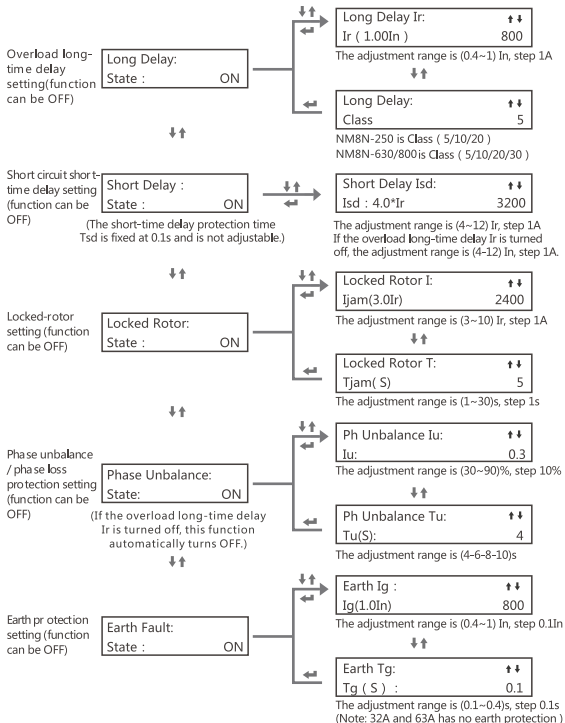 Overload long-
time delay
setting(function
can be OFF)
Long Delay:
State : ON
Long Delay Ir:
Ir ( 1.00In ) 800
The adjustment range is (0.4~1) In, step 1A
Long Delay:
Class 5
NM8N-250 is Class ( 5/10/20 )
NM8N-630/800is Class ( 5/10/20/30 )
Short circuit short-
time delay setting
(function can be
OFF)
Short Delay :
State : ON
(The short-time delay protection time
Tsd is fixed at 0.1s and is not adjustable.)
Short Delay Isd:
Isd : 4.0*Ir 3200
The adjustment range is (4~12) Ir, step 1A
If the overload long-time delay Ir is turned
off, the adjustment range is (4-12) In, step 1A.
Locked-rotor
setting (function
can be OFF)
Locked Rotor:
State : ON
Locked Rotor I:
Ijam(3.0Ir) 2400
The adjustment range is (3~10) Ir, step 1A
Locked Rotor T:
Tjam( S) 5
The adjustment range is (1~30)s, step 1s
Phase unbalance
/ phase loss
protection setting
(function can be
OFF)
Phase Unbalance:
State: ON
(If the overload long-time delay
Ir is turned off, this function
automatically turns OFF.)
Ph Unbalance Iu:
Iu: 0.3
The adjustment range is (30~90)%, step 10%
Ph Unbalance Tu:
Tu(S): 4
The adjustment range is (4-6-8-10)s
Earth protection
setting (function
can be OFF)
Earth Fault:
State : ON
Earth Ig :
Ig(1.0In) 800
The adjustment range is (0.4~1) In, step 0.1In
Earth Tg:
Tg ( S ) : 0.1
The adjustment range is (0.1~0.4)s, step 0.1s
(Note: 32A and 63A has no earth protection )